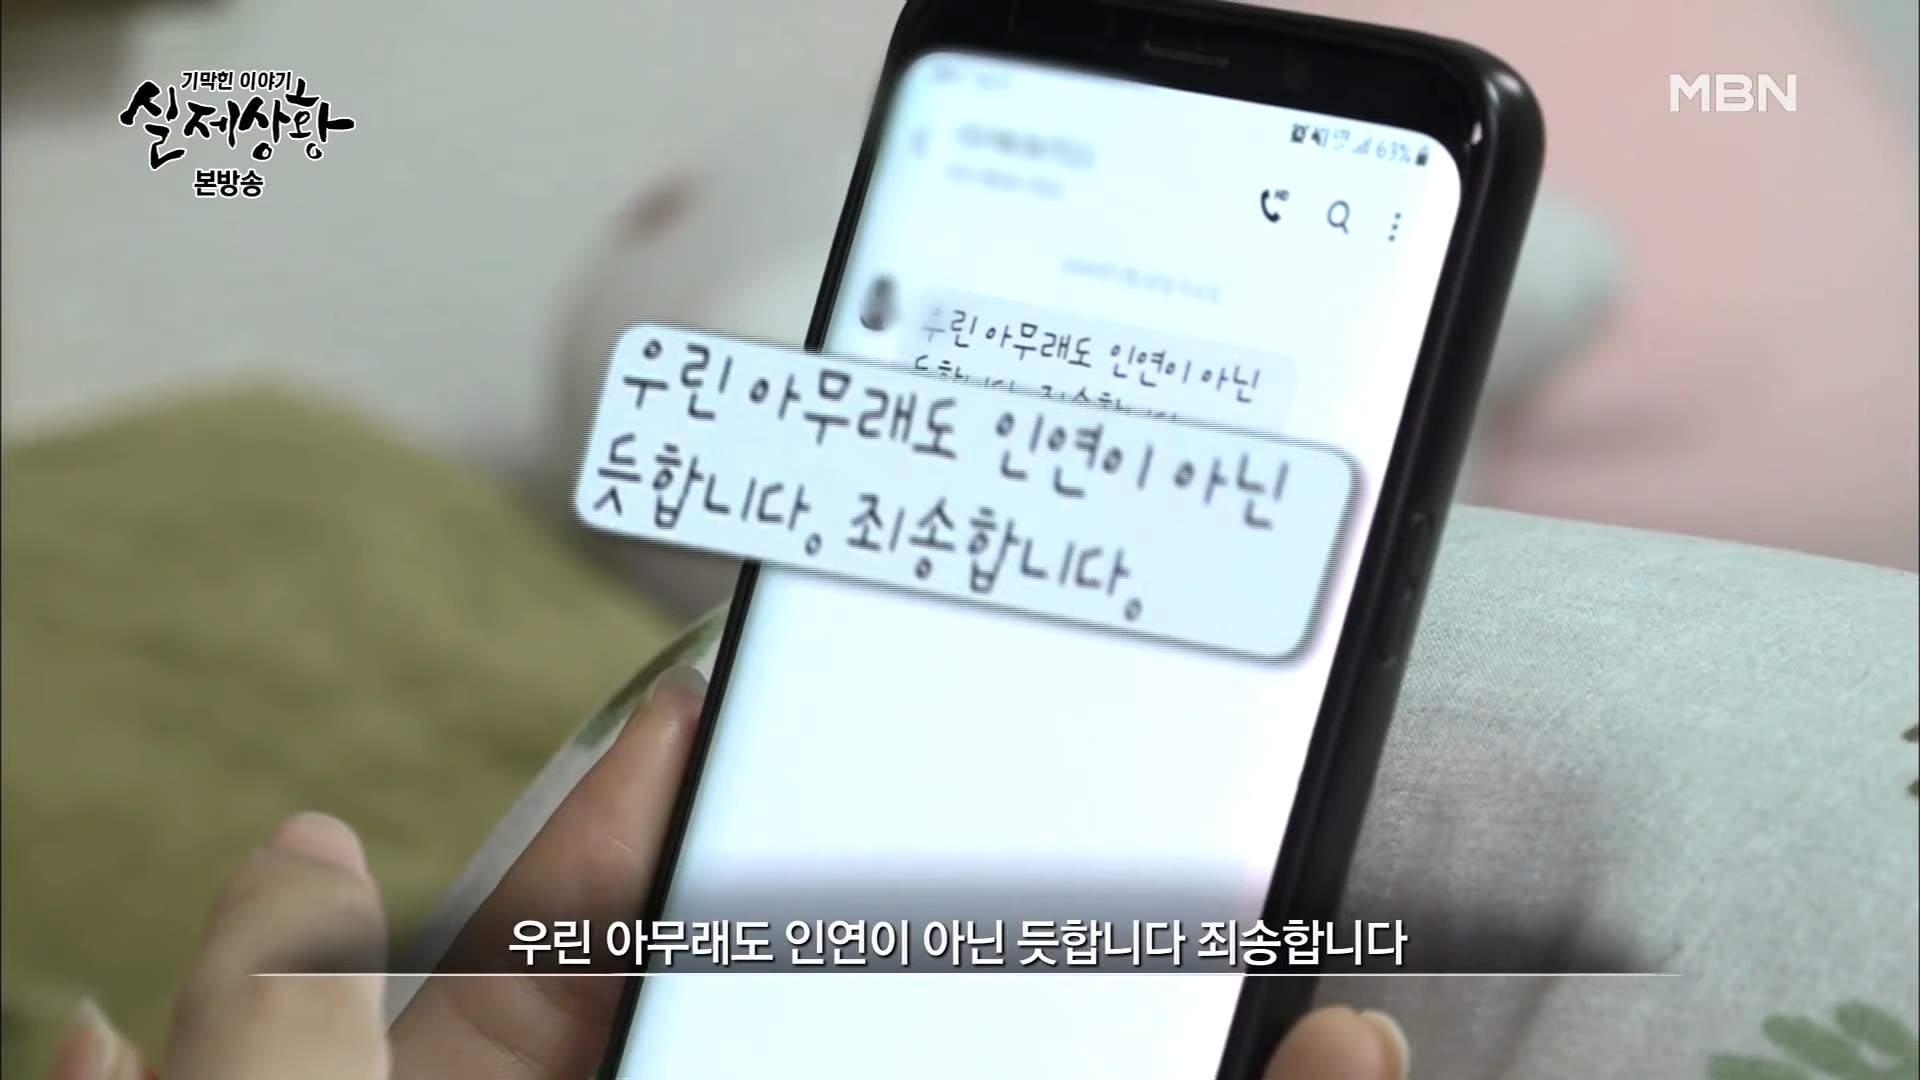 기막힌 이야기
실제상황
본방송
MBN
63%
HD
우린 아무래도 인연이 아닌
우린 아무래도 인연이 아닌
듯합니다. 죄송합니다.
우린 아무래도 인연이 아닌 듯합니다 죄송합니다